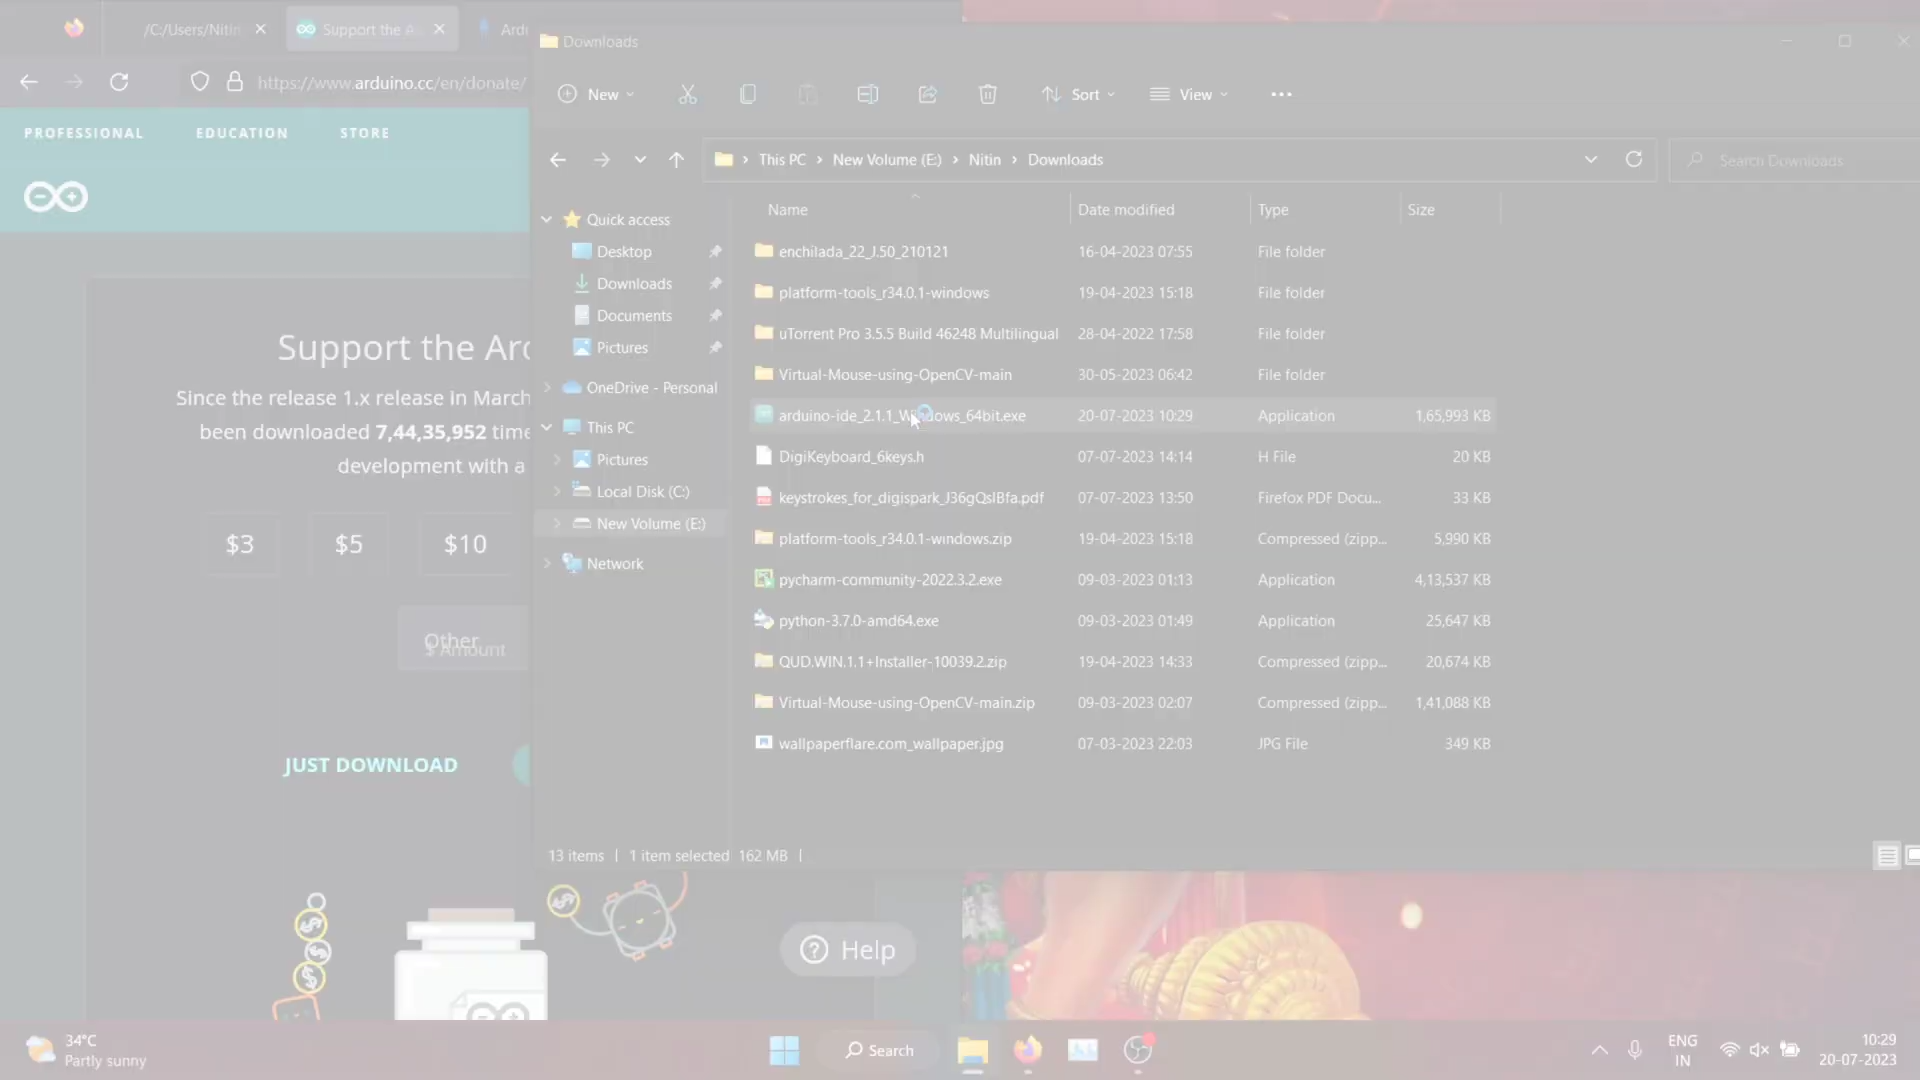 /C:/Users/Nitin
Support the A
Ard
https://www.arduino.cc/en/donate/
PROFESSIONAL
EDUCATION
STORE
Support the Ard
Since the release 1.x release in March
been downloaded 7,44,35,952 time
development with a
$3
$5
$10
Other
$ Amount
JUST DOWNLOAD
Help
Downloads
New
Sort
View
This PC
New Volume (E:)
Nitin
Downloads
Search Downloads
Name
Date modified
Type
Size
Quick access
Desktop
Downloads
Documents
Pictures
OneDrive - Personal
This PC
Pictures
Local Disk (C:)
New Volume (E:)
Network
enchilada_22_J.50_210121 16-04-2023 07:55 File folder
platform-tools_r34.0.1-windows 19-04-2023 15:18 File folder
uTorrent Pro 3.5.5 Build 46248 Multilingual 28-04-2022 17:58 File folder
Virtual-Mouse-using-OpenCV-main 30-05-2023 06:42 File folder
arduino-ide_2.1.1_Windows_64bit.exe 20-07-2023 10:29 Application 1,65,993 KB
DigiKeyboard_6keys.h 07-07-2023 14:14 H File 20 KB
keystrokes_for_digispark_J36gQslBfa.pdf 07-07-2023 13:50 Firefox PDF Docu... 33 KB
platform-tools_r34.0.1-windows.zip 19-04-2023 15:18 Compressed (zipp... 5,990 KB
pycharm-community-2022.3.2.exe 09-03-2023 01:13 Application 4,13,537 KB
python-3.7.0-amd64.exe 09-03-2023 01:49 Application 25,647 KB
QUD.WIN.1.1+Installer-10039.2.zip 19-04-2023 14:33 Compressed (zipp... 20,674 KB
Virtual-Mouse-using-OpenCV-main.zip 09-03-2023 02:07 Compressed (zipp... 1,41,088 KB
wallpaperflare.com_wallpaper.jpg 07-03-2023 22:03 JPG File 349 KB
13 items
1 item selected 162 MB
34°C
Partly sunny
Search
ENG
IN
10:29
20-07-2023